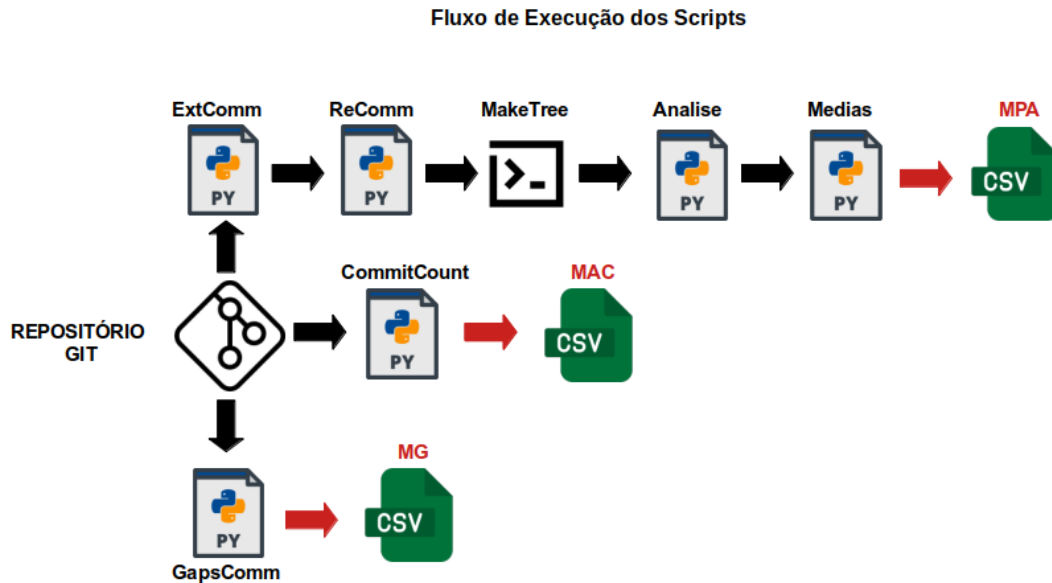 Fluxo de Execução dos Scripts
ExtComm
ReComm
MakeTree
Analise
Medias
MPA
PY
PY
>_
PY
PY
CSV
REPOSITÓRIO
GIT
CommitCount
MAC
PY
CSV
MG
PY
CSV
GapsComm